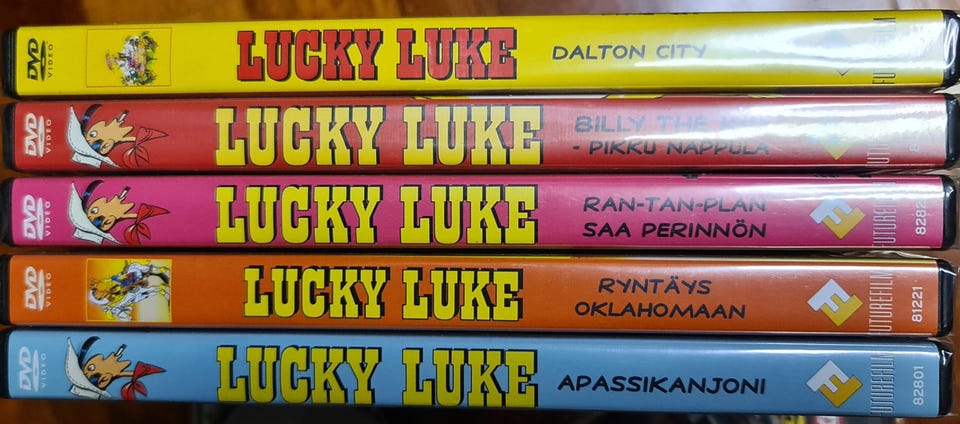 DVD
VIDEO
LUCKY LUKE
DALTON CITY
DVD
VIDEO
LUCKY LUKE
BILLY THE
- PIKKU NAPPULA
DVD
VIDEO
LUCKY LUKE
RAN-TAN-PLAN
SAA PERINNÖN
FUTUREFILM
DVD
VIDEO
LUCKY LUKE
RYNTÄYS
OKLAHOMAAN
FUTUREFILM
81221
DVD
VIDEO
LUCKY LUKE
APASSIKANJONI
FUTUREFILM
82801